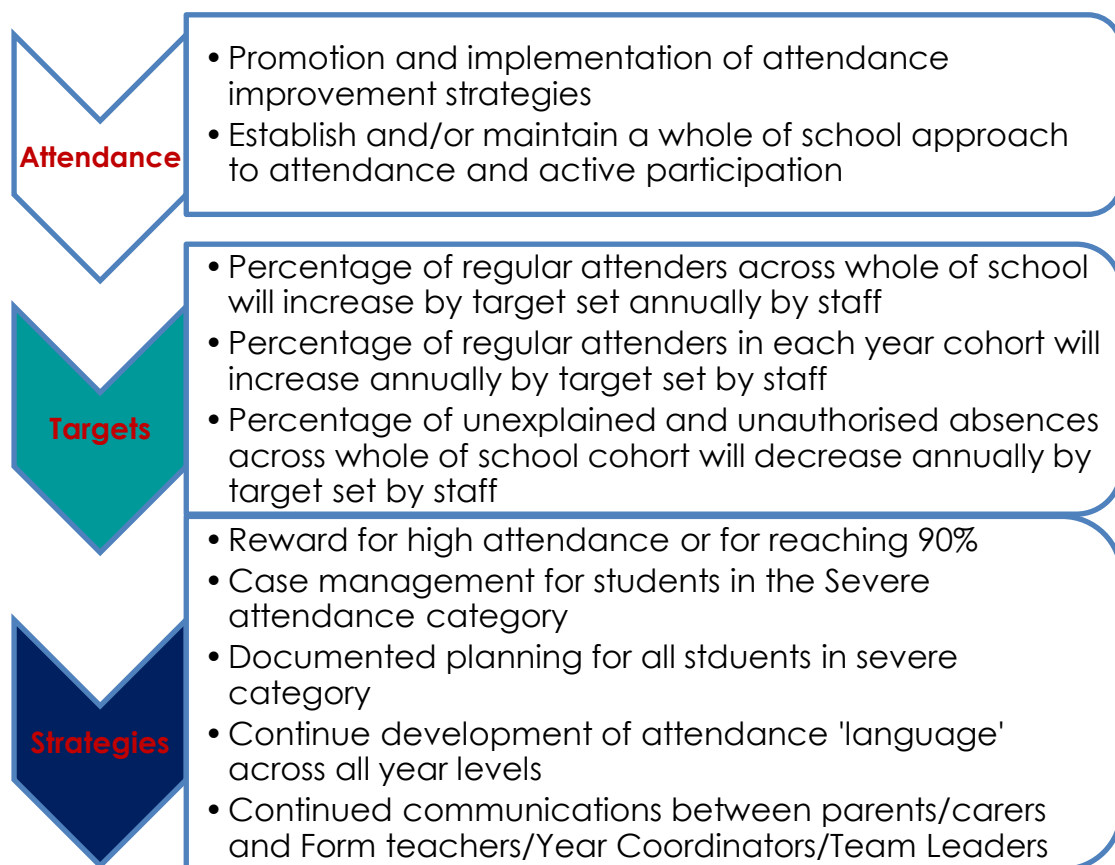 Attendance
• Promotion and implementation of attendance
improvement strategies
• Establish and/or maintain a whole of school approach
to attendance and active participation
Targets
• Percentage of regular attenders across whole of school
will increase by target set annually by staff
• Percentage of regular attenders in each year cohort will
increase annually by target set by staff
• Percentage of unexplained and unauthorised absences
across whole of school cohort will decrease annually by
target set by staff
Strategies
• Reward for high attendance or for reaching 90%
• Case management for students in the Severe
attendance category
• Documented planning for all stduents in severe
category
• Continue development of attendance 'language'
across all year levels
• Continued communications between parents/carers
and Form teachers/Year Coordinators/Team Leaders